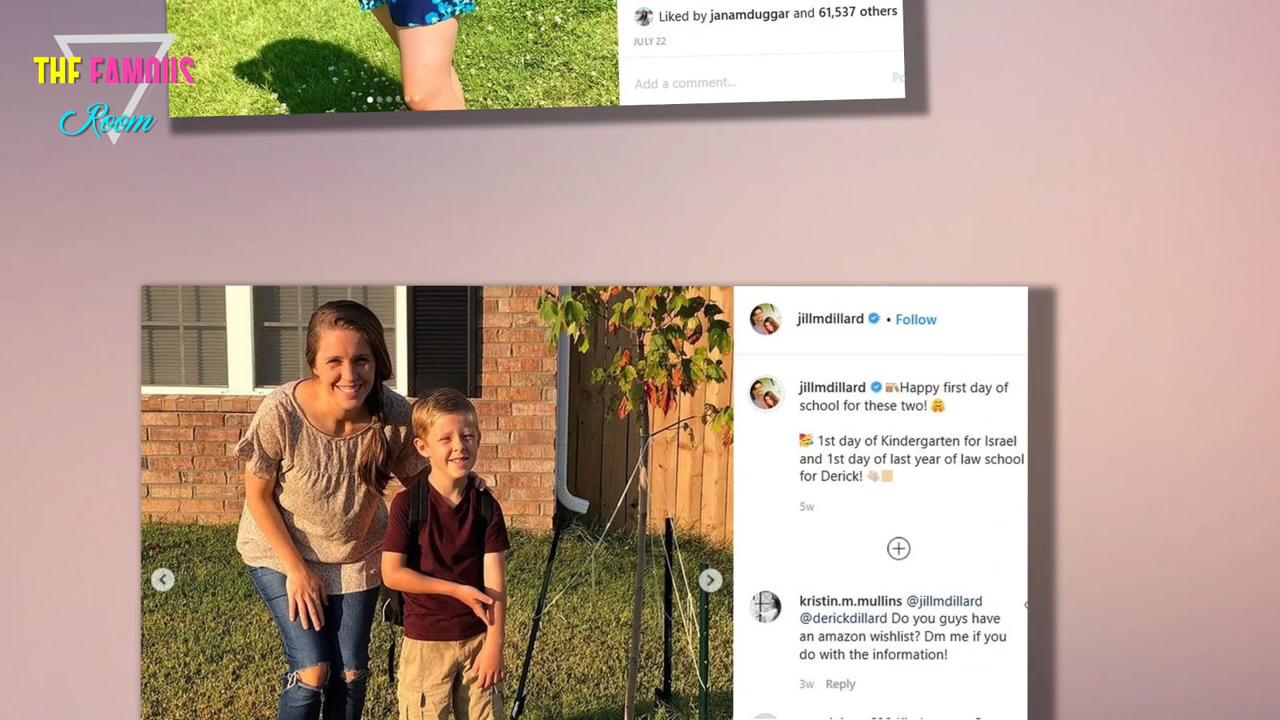 THE FAMOUS
Room
Liked by janamduggar and 61,537 others
JULY 22
Add a comment...
jillmdillard • Follow
jillmdillard Happy first day of
school for these two! 🤗
🥰 1st day of Kindergarten for Israel
and 1st day of last year of law school
for Derick!
5w
kristin.m.mullins @jillmdillard
@derickdillard Do you guys have
an amazon wishlist? Dm me if you
do with the information!
3w Reply